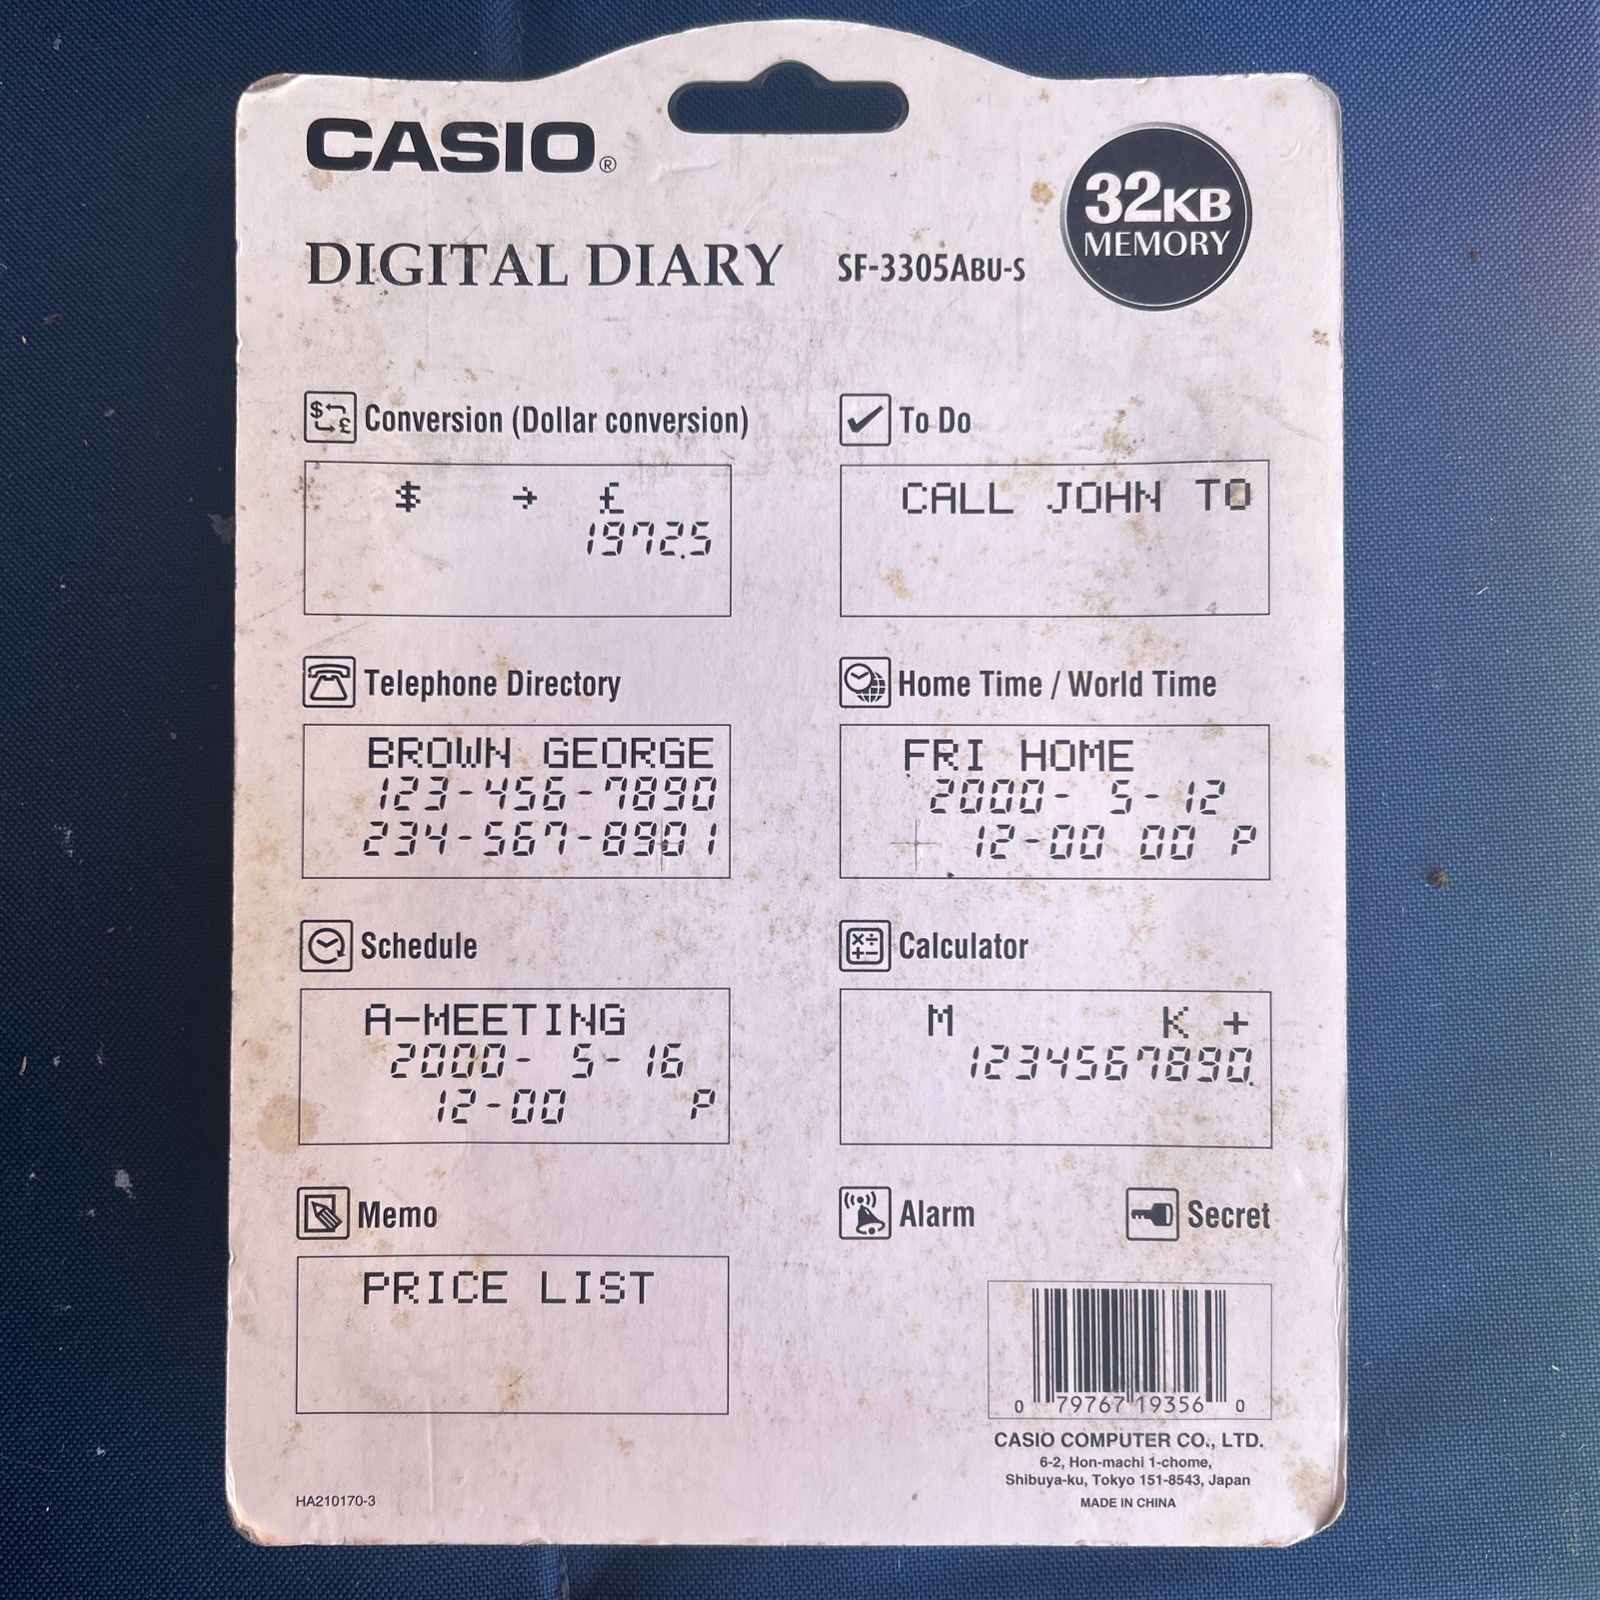 CASIO®
32KB
MEMORY
DIGITAL DIARY SF-3305ABU-S
$ £ Conversion (Dollar conversion)
$ → £
1972.5
To Do
CALL JOHN TO
Telephone Directory
BROWN GEORGE
123-456-7890
234-567-8901
Home Time / World Time
FRI HOME
2000- 5-12
12-00 00 P
Schedule
A-MEETING
2000- 5-16
12-00 P
×÷ +− Calculator
M K +
1234567890.
Memo
PRICE LIST
Alarm
Secret
0 79767 19356 0
CASIO COMPUTER CO., LTD.
6-2, Hon-machi 1-chome,
Shibuya-ku, Tokyo 151-8543, Japan
MADE IN CHINA
HA210170-3